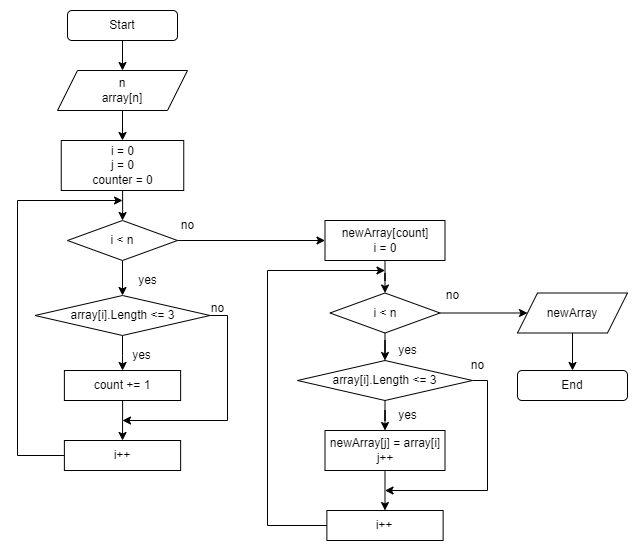 Start
n
array[n]
i = 0
j = 0
counter = 0
i < n
no
yes
array[i].Length <= 3
no
yes
count += 1
i++
newArray[count]
i = 0
i < n
no
yes
array[i].Length <= 3
no
yes
newArray[j] = array[i]
j++
i++
newArray
End